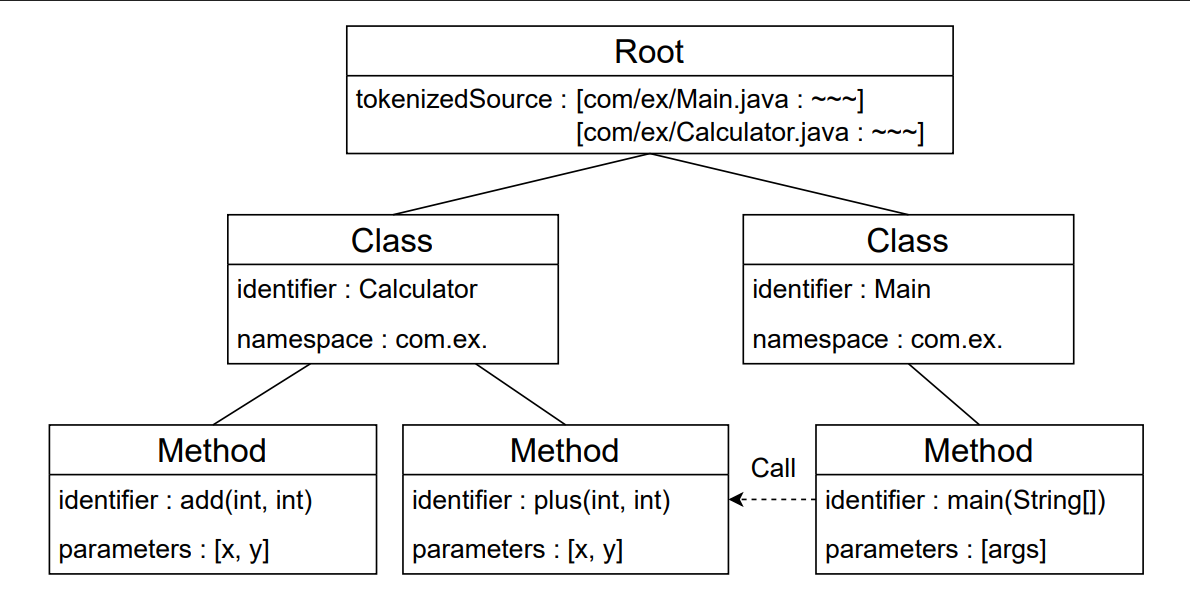 Root
tokenizedSource : [com/ex/Main.java : ~~~]
[com/ex/Calculator.java : ~~~]
Class
identifier : Calculator
namespace : com.ex.
Class
identifier : Main
namespace : com.ex.
Method
identifier : add(int, int)
parameters : [x, y]
Method
identifier : plus(int, int)
parameters : [x, y]
Call
Method
identifier : main(String[])
parameters : [args]